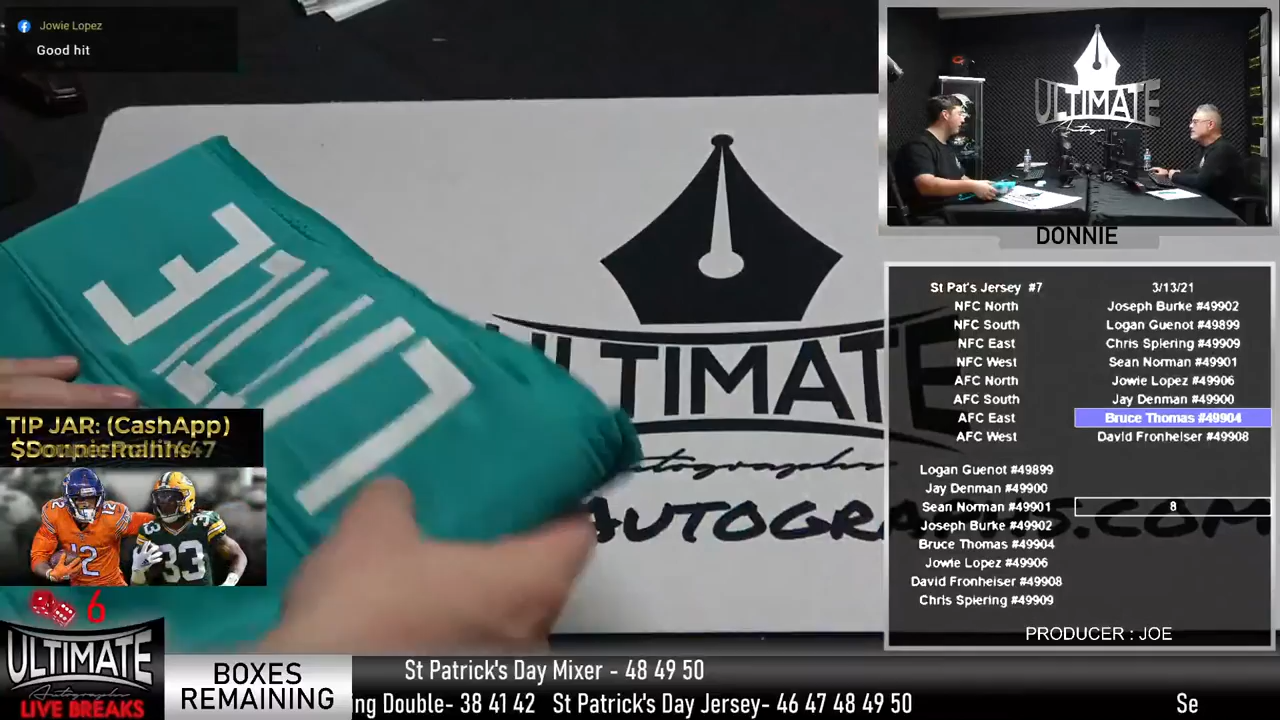 Jowie Lopez
Good hit
ULTIMATE
Autographs
DONNIE
ULTIMATE
St Pat's Jersey #7 3/13/21
NFC North Joseph Burke #49902
NFC South Logan Guenot #49899
NFC East Chris Spiering #49909
NFC West Sean Norman #49901
AFC North Jowie Lopez #49906
AFC South Jay Denman #49900
AFC East Bruce Thomas #49904
AFC West David Fronheiser #49908
Logan Guenot #49899
Jay Denman #49900
Sean Norman #49901 8
Joseph Burke #49902
Bruce Thomas #49904
Jowie Lopez #49906
David Fronheiser #49908
Chris Spiering #49909
PRODUCER : JOE
TIP JAR: (CashApp)
12
33
6
ULTIMATE
Autographs
LIVE BREAKS
BOXES
REMAINING
St Patrick's Day Mixer - 48 49 50
ing Double- 38 41 42 St Patrick's Day Jersey- 46 47 48 49 50 Se